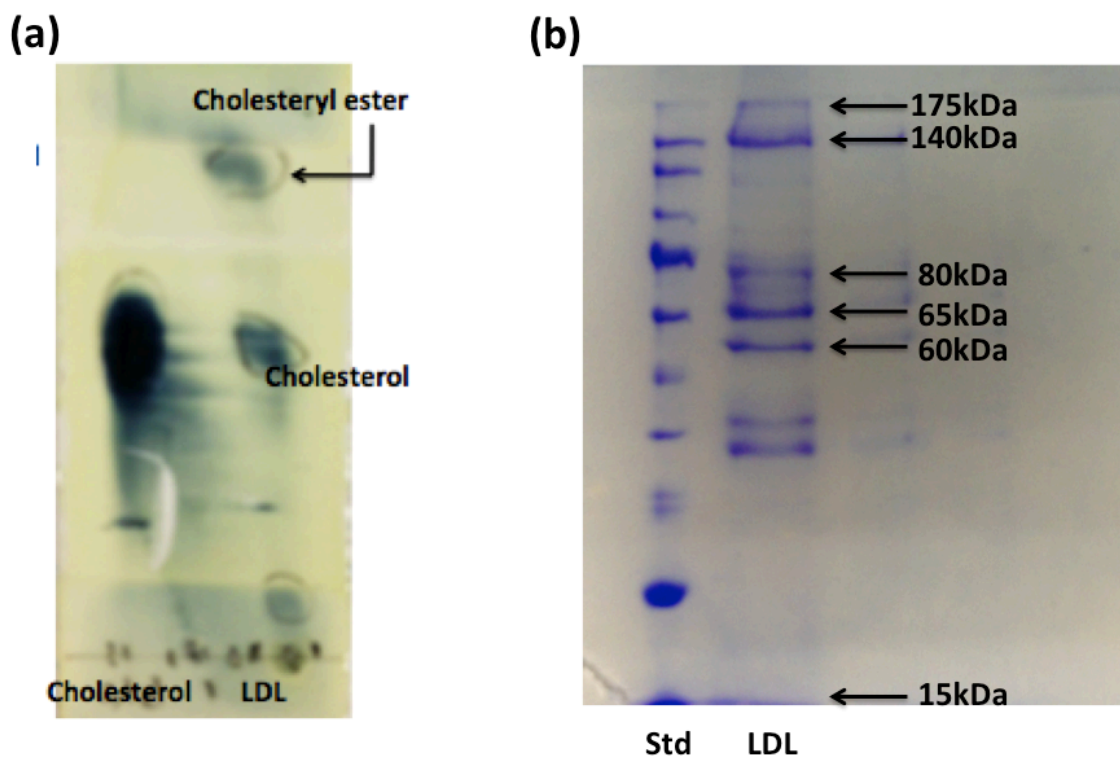 (a)
Cholesteryl ester
Cholesterol
Cholesterol LDL
(b)
175kDa
140kDa
80kDa
65kDa
60kDa
15kDa
Std LDL